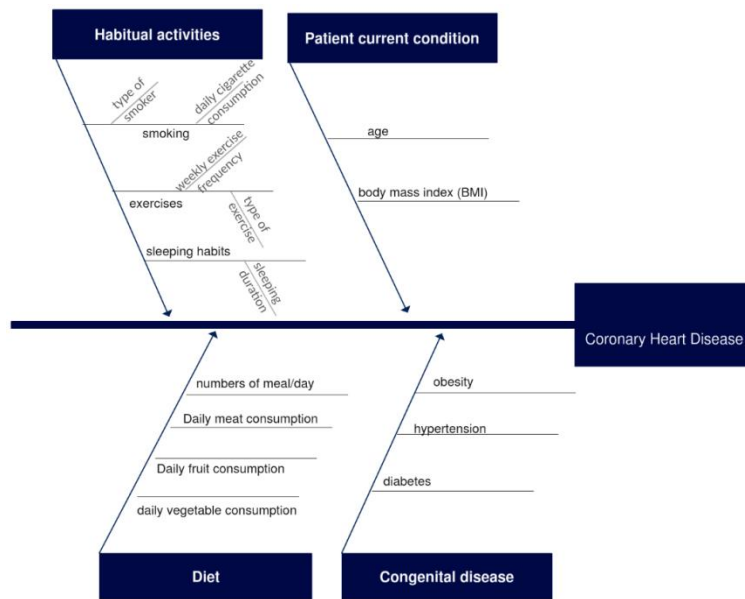 Habitual activities
Patient current condition
type of
smoker
daily cigarette
consumption
smoking
age
weekly exercise
frequency
body mass index (BMI)
exercises
type of
exercise
sleeping habits
sleeping
duration
Coronary Heart Disease
numbers of meal/day
obesity
Daily meat consumption
hypertension
Daily fruit consumption
diabetes
daily vegetable consumption
Diet
Congenital disease